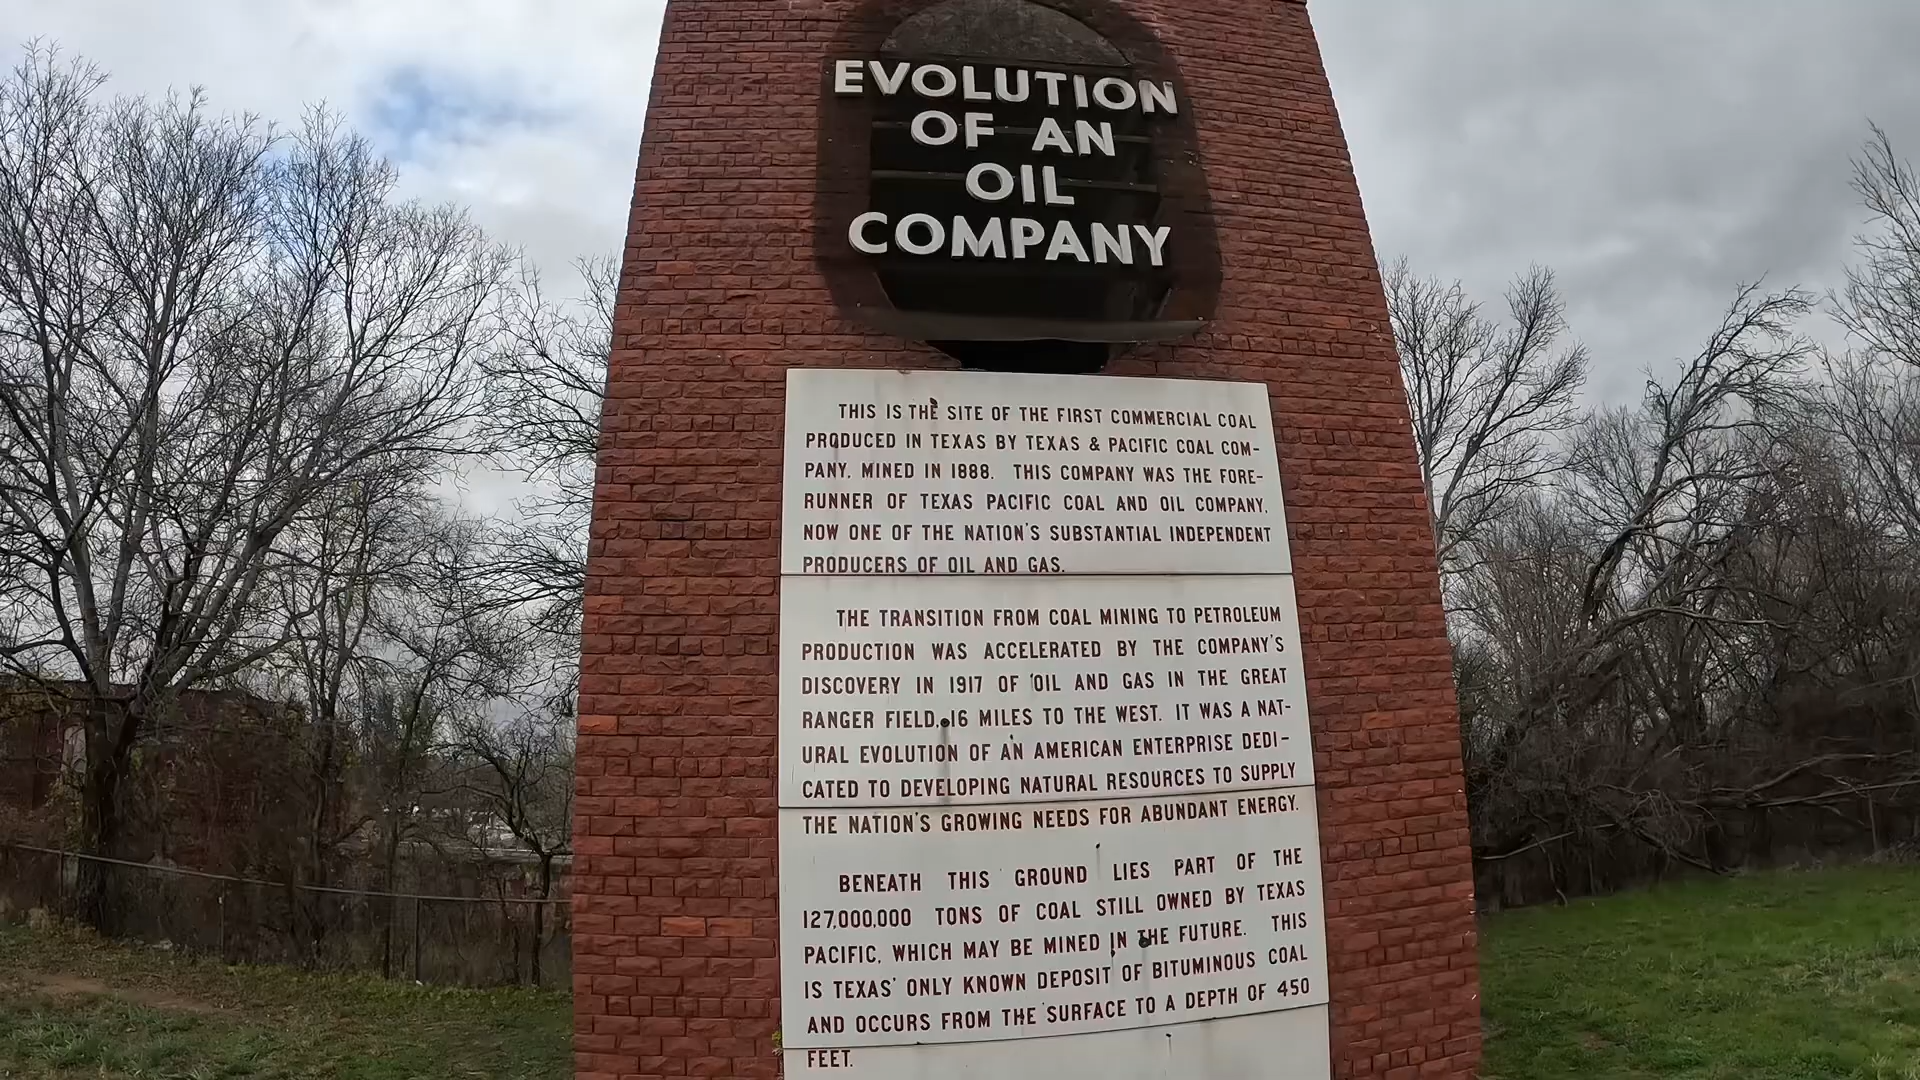 EVOLUTION
OF AN
OIL
COMPANY
THIS IS THE SITE OF THE FIRST COMMERCIAL COAL
PRODUCED IN TEXAS BY TEXAS & PACIFIC COAL COM-
PANY, MINED IN 1888. THIS COMPANY WAS THE FORE-
RUNNER OF TEXAS PACIFIC COAL AND OIL COMPANY,
NOW ONE OF THE NATION'S SUBSTANTIAL INDEPENDENT
PRODUCERS OF OIL AND GAS.
THE TRANSITION FROM COAL MINING TO PETROLEUM
PRODUCTION WAS ACCELERATED BY THE COMPANY'S
DISCOVERY IN 1917 OF OIL AND GAS IN THE GREAT
RANGER FIELD, 16 MILES TO THE WEST. IT WAS A NAT-
URAL EVOLUTION OF AN AMERICAN ENTERPRISE DEDI-
CATED TO DEVELOPING NATURAL RESOURCES TO SUPPLY
THE NATION'S GROWING NEEDS FOR ABUNDANT ENERGY.
BENEATH THIS GROUND LIES PART OF THE
127,000,000 TONS OF COAL STILL OWNED BY TEXAS
PACIFIC, WHICH MAY BE MINED IN THE FUTURE. THIS
IS TEXAS' ONLY KNOWN DEPOSIT OF BITUMINOUS COAL
AND OCCURS FROM THE SURFACE TO A DEPTH OF 450
FEET.